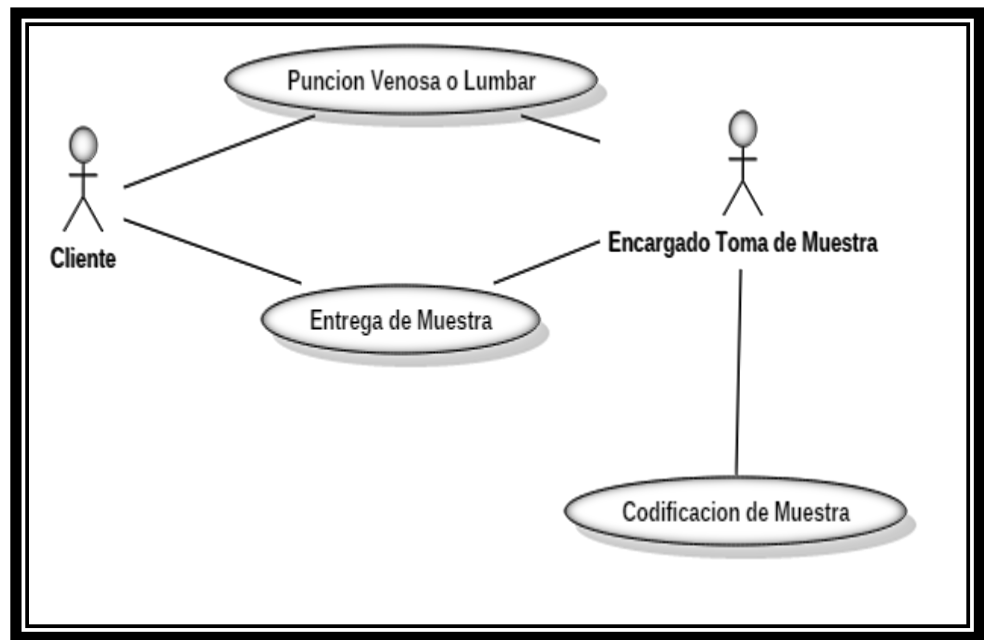 Puncion Venosa o Lumbar
Cliente
Encargado Toma de Muestra
Entrega de Muestra
Codificacion de Muestra